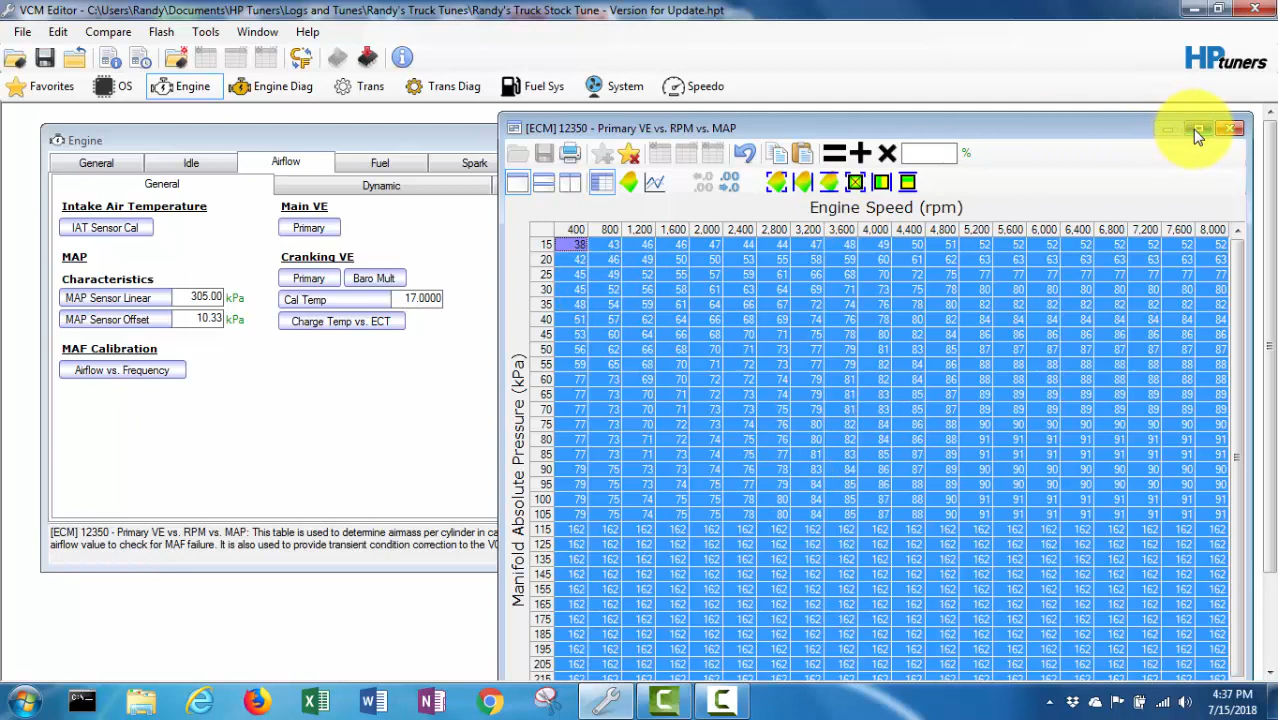 VCM Editor - C:\Users\Randy\Documents\HP Tuners\Logs and Tunes\Randy's Truck Tunes\Randy's Truck Stock Tune - Version for Update.hpt
File Edit Compare Flash Tools Window Help
HPtuners
Favorites OS Engine Engine Diag Trans Trans Diag Fuel Sys System Speedo
Engine
General Idle Airflow Fuel Spark
General Dynamic
Intake Air Temperature
IAT Sensor Cal
MAP
Characteristics
MAP Sensor Linear 305.00 kPa
MAP Sensor Offset 10.33 kPa
MAF Calibration
Airflow vs. Frequency
Main VE
Primary
Cranking VE
Primary Baro Mult
Cal Temp 17.0000
Charge Temp vs. ECT
[ECM] 12350 - Primary VE vs. RPM vs. MAP: This table is used to determine airmass per cylinder in ca
airflow value to check for MAF failure. It is also used to provide transient condition correction to the VC
[ECM] 12350 - Primary VE vs. RPM vs. MAP
%
Engine Speed (rpm)
Manifold Absolute Pressure (kPa)
400 800 1,200 1,600 2,000 2,400 2,800 3,200 3,600 4,000 4,400 4,800 5,200 5,600 6,000 6,400 6,800 7,200 7,600 8,000
15 38 43 46 46 47 44 44 47 48 49 50 51 52 52 52 52 52 52 52 52
20 42 46 49 50 50 53 55 58 60 60 61 62 63 63 63 63 63 63 63 63
25 45 49 52 55 57 59 61 66 68 70 72 75 77 77 77 77 77 77 77 77
30 45 52 56 58 61 64 68 71 73 74 76 78 80 80 80 80 80 80 80 80
35 48 54 59 61 64 66 67 72 74 76 78 80 82 82 82 82 82 82 82 82
40 51 57 62 64 66 68 69 74 76 78 80 82 84 84 84 84 84 84 84 84
45 53 60 64 66 68 70 71 75 78 80 82 84 86 86 86 86 86 86 86 86
50 56 62 66 68 70 71 73 77 79 81 83 85 87 87 87 87 87 87 87 87
55 59 65 68 70 71 72 73 77 79 82 84 86 88 88 88 88 88 88 88 88
60 77 73 69 70 72 72 74 79 81 82 84 86 88 88 88 88 88 88 88 88
65 77 73 70 71 72 73 74 79 81 83 85 87 89 89 89 89 89 89 89 89
70 77 73 70 71 73 73 75 79 81 83 85 87 89 89 89 89 89 89 89 89
75 77 73 70 72 73 74 76 80 82 84 86 88 90 90 90 90 90 90 90 90
80 77 73 71 72 74 74 76 80 82 84 86 88 91 91 91 91 91 91 91 91
85 77 73 71 73 74 75 77 81 83 85 87 89 91 91 91 91 91 91 91 91
90 79 75 73 73 75 76 78 83 84 86 87 89 90 90 90 90 90 90 90 90
95 79 75 73 74 75 77 79 84 85 86 87 89 90 90 90 90 90 90 90 90
100 79 75 74 75 75 78 80 84 85 87 88 90 91 91 91 91 91 91 91 91
105 79 75 74 75 75 78 80 84 85 87 88 90 91 91 91 91 91 91 91 91
115 162 162 162 162 162 162 162 162 162 162 162 162 162 162 162 162 162 162 162 162
125 162 162 162 162 162 162 162 162 162 162 162 162 162 162 162 162 162 162 162 162
135 162 162 162 162 162 162 162 162 162 162 162 162 162 162 162 162 162 162 162 162
145 162 162 162 162 162 162 162 162 162 162 162 162 162 162 162 162 162 162 162 162
155 162 162 162 162 162 162 162 162 162 162 162 162 162 162 162 162 162 162 162 162
165 162 162 162 162 162 162 162 162 162 162 162 162 162 162 162 162 162 162 162 162
175 162 162 162 162 162 162 162 162 162 162 162 162 162 162 162 162 162 162 162 162
185 162 162 162 162 162 162 162 162 162 162 162 162 162 162 162 162 162 162 162 162
195 162 162 162 162 162 162 162 162 162 162 162 162 162 162 162 162 162 162 162 162
205 162 162 162 162 162 162 162 162 162 162 162 162 162 162 162 162 162 162 162 162
4:37 PM
7/15/2018